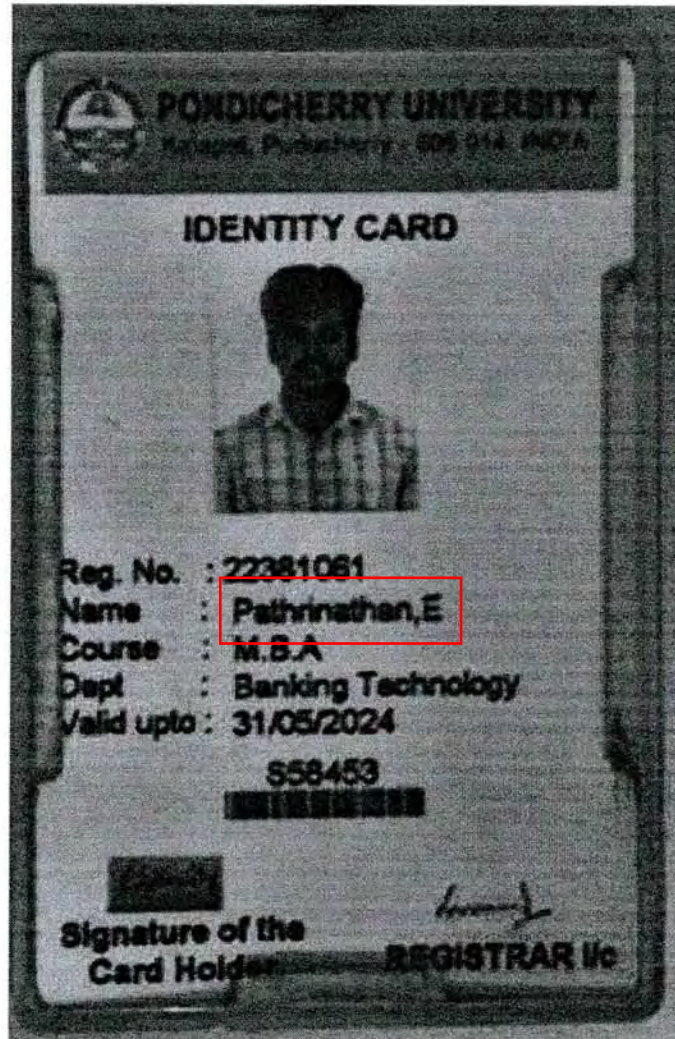 PONDICHERRY UNIVERSITY
IDENTITY CARD
Reg. No. : 22381061
Name : Pathrinathan,E
Course : M.B.A
Dept : Banking Technology
Valid upto : 31/05/2024
S58453
Signature of the
Card Holder
REGISTRAR I/c